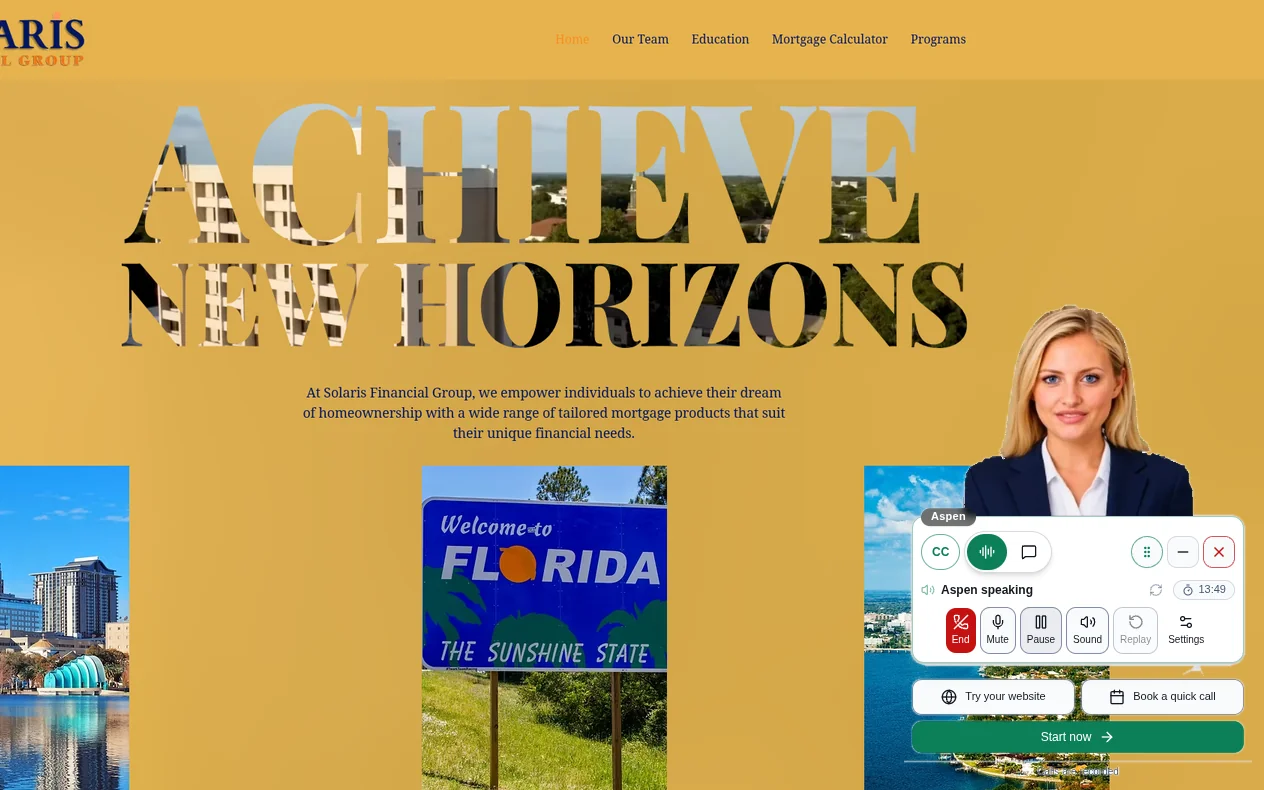 ARIS
L GROUP
Home Our Team Education Mortgage Calculator Programs
ACHIEVE
NEW HORIZONS
At Solaris Financial Group, we empower individuals to achieve their dream
of homeownership with a wide range of tailored mortgage products that suit
their unique financial needs.
Welcome to
FLORIDA
THE SUNSHINE STATE
Aspen
CC
Aspen speaking
13:49
End Mute Pause Sound Replay Settings
Try your website
Book a quick call
Start now
Calls are recorded